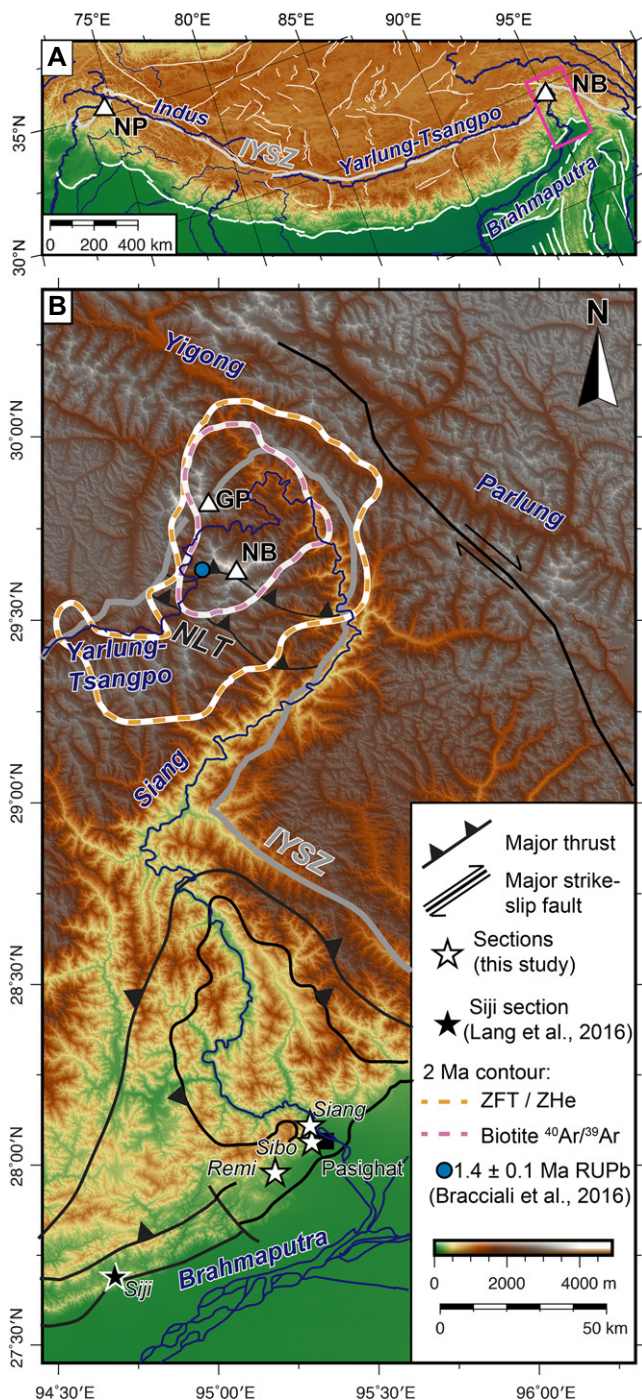 75°E
80°E
85°E
90°E
95°E
A
35°N
30°N
NP
Indus
IYSZ
Yarlung-Tsangpo
NB
Brahmaputra
0 200 400 km
B
N
30°00'N
29°30'N
29°00'N
28°30'N
28°00'N
27°30'N
Yigong
Parlung
GP
NB
NLT
Yarlung-
Tsangpo
Siang
IYSZ
Siang
Sibo
Remi
Pasighat
Siji
Brahmaputra
Major thrust
Major strike-
slip fault
Sections
(this study)
Siji section
(Lang et al., 2016)
2 Ma contour:
ZFT / ZHe
Biotite ⁴⁰Ar/³⁹Ar
1.4 ± 0.1 Ma RUPb
(Bracciali et al., 2016)
0 2000 4000 m
0 50 km
94°30'E
95°00'E
95°30'E
96°00'E